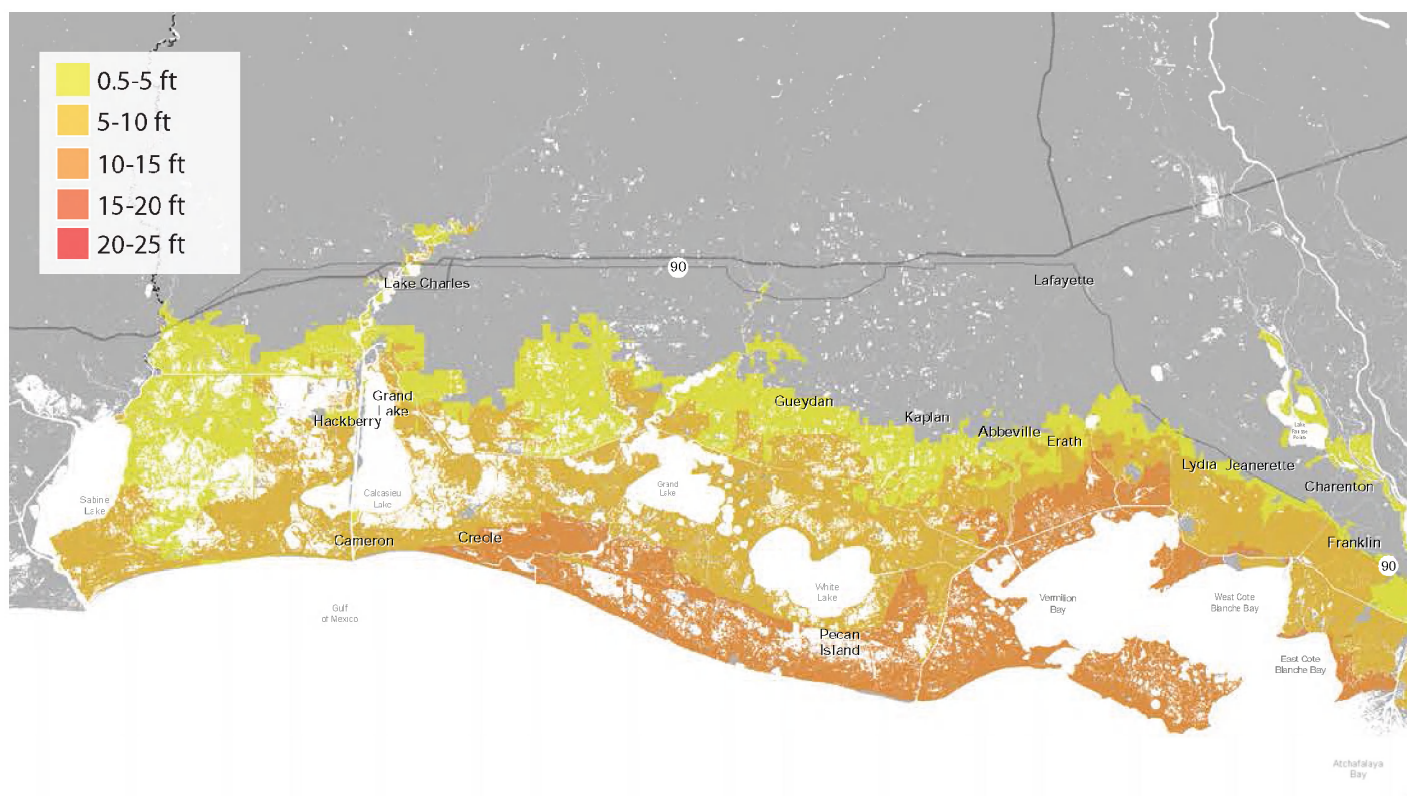 0.5-5 ft
5-10 ft
10-15 ft
15-20 ft
20-25 ft
90
Lake Charles
Lafayette
Grand
Lake
Hackberry
Gueydan
Kaplan
Abbeville
Erath
Lydia
Jeanerette
Charenton
Sabine
Lake
Calcasieu
Lake
Grand
Lake
Cameron
Creole
Franklin
90
White
Lake
Vermilion
Bay
West Cote
Blanche Bay
Gulf
of Mexico
Pecan
Island
East Cote
Blanche Bay
Atchafalaya
Bay